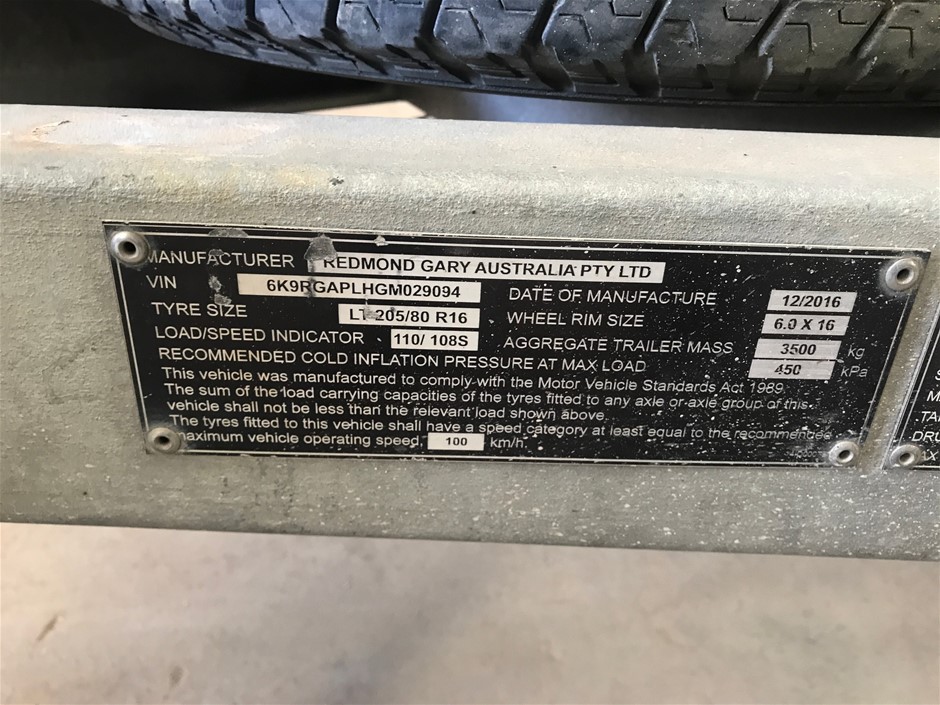 MANUFACTURER REDMOND GARY AUSTRALIA PTY LTD
VIN 6K9RGAPLHGM029094 DATE OF MANUFACTURE 12/2016
TYRE SIZE LT 205/80 R16 WHEEL RIM SIZE 6.0 X 16
LOAD/SPEED INDICATOR 110/ 108S AGGREGATE TRAILER MASS 3500 kg
RECOMMENDED COLD INFLATION PRESSURE AT MAX LOAD 450 kPa
This vehicle was manufactured to comply with the Motor Vehicle Standards Act 1989.
The sum of the load carrying capacities of the tyres fitted to any axle or axle group of this
vehicle shall not be less than the relevant load shown above.
The tyres fitted to this vehicle shall have a speed category at least equal to the recommended
maximum vehicle operating speed, 100 km/h